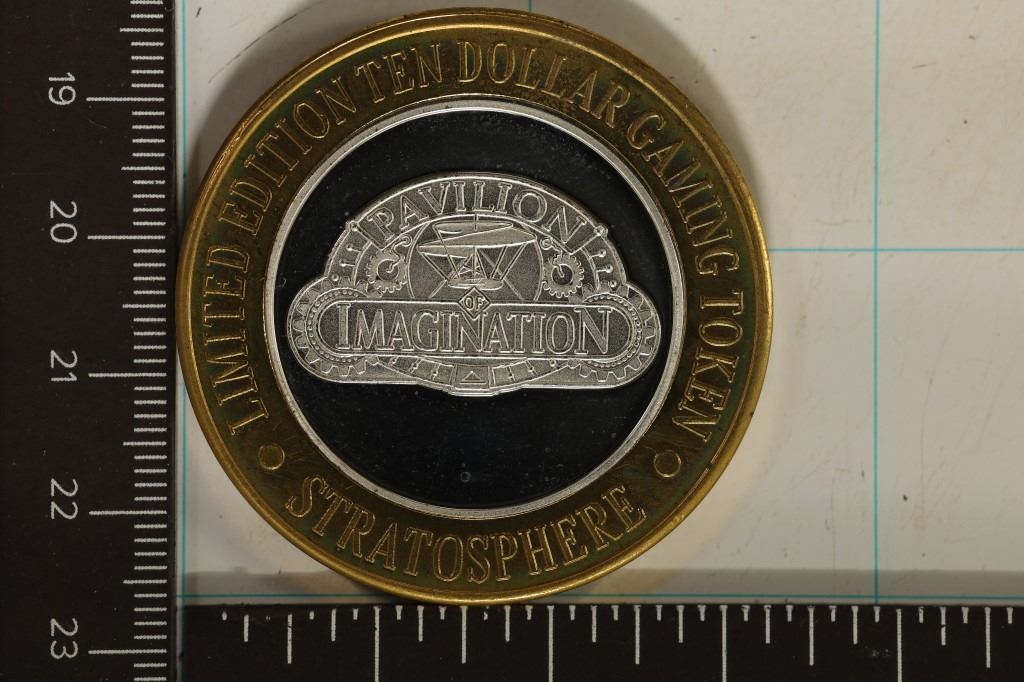 LIMITED EDITION TEN DOLLAR GAMING TOKEN
PAVILION
OF
IMAGINATION
STRATOSPHERE
19
20
21
22
23